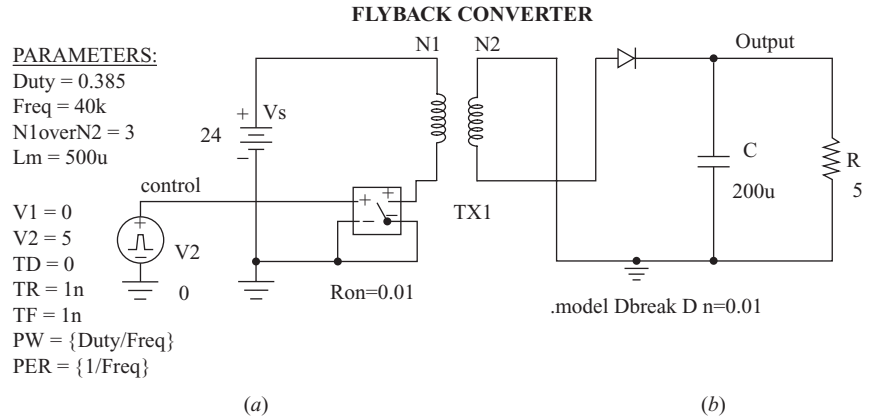 FLYBACK CONVERTER
PARAMETERS:
Duty = 0.385
Freq = 40k
N1overN2 = 3
Lm = 500u
V1 = 0
V2 = 5
TD = 0
TR = 1n
TF = 1n
PW = {Duty/Freq}
PER = {1/Freq}
control
+
V2
−
0
+
Vs
24
−
N1
N2
+
+
−
−
Ron=0.01
TX1
Output
C
200u
R
5
.model Dbreak D n=0.01
(a)
(b)